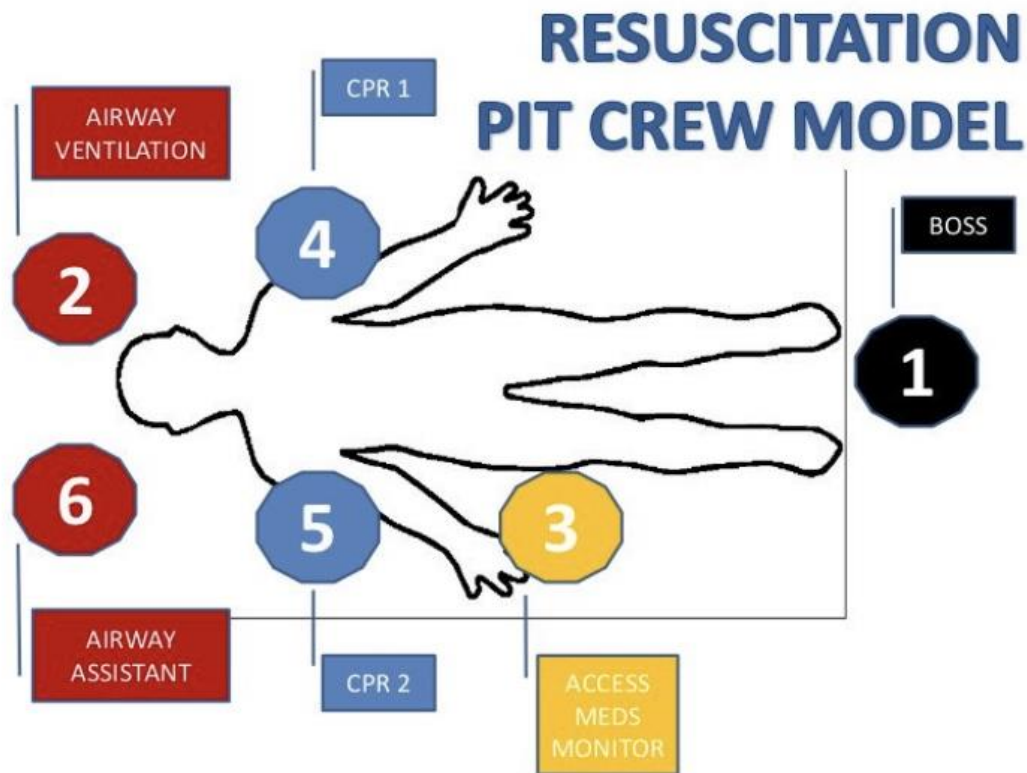 RESUSCITATION
PIT CREW MODEL
CPR 1
AIRWAY
VENTILATION
BOSS
4
2
1
6
5
3
AIRWAY
ASSISTANT
CPR 2
ACCESS
MEDS
MONITOR